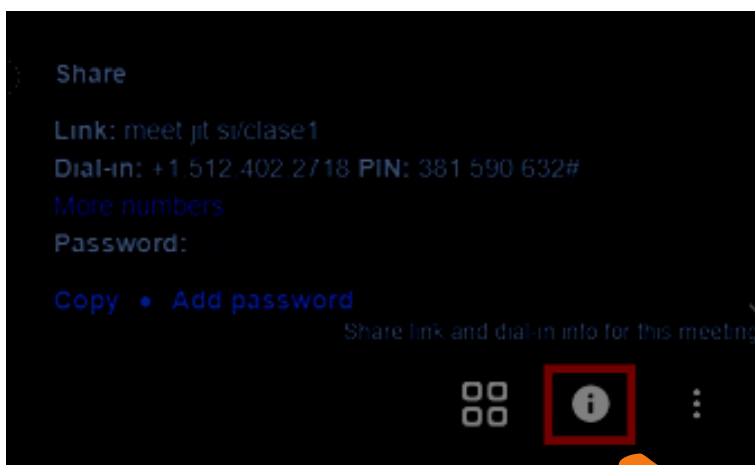 Share
Link: meet.jit.si/clase1
Dial-in: +1.512.402.2718 PIN: 381 590 632#
More numbers
Password:
Copy • Add password
Share link and dial-in info for this meeting